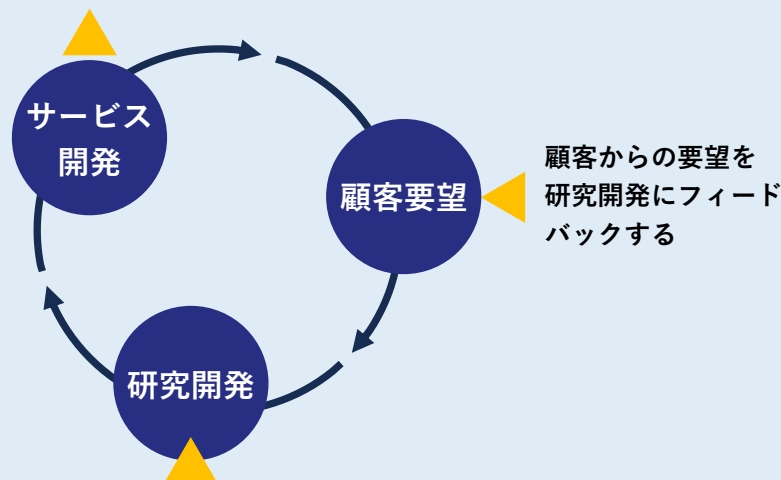 サービス
開発
顧客要望
顧客からの要望を
研究開発にフィード
バックする
研究開発